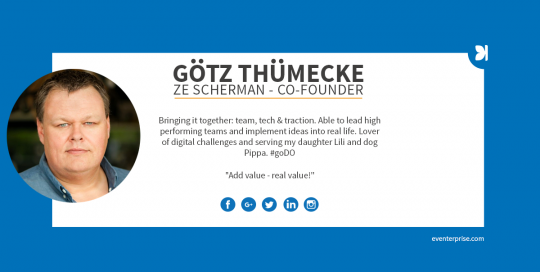 GÖTZ THÜMECKE
ZE SCHERMAN - CO-FOUNDER
Bringing it together: team, tech & traction. Able to lead high
performing teams and implement ideas into real life. Lover
of digital challenges and serving my daughter Lili and dog
Pippa. #goDO
"Add value - real value!"
eventerprise.com